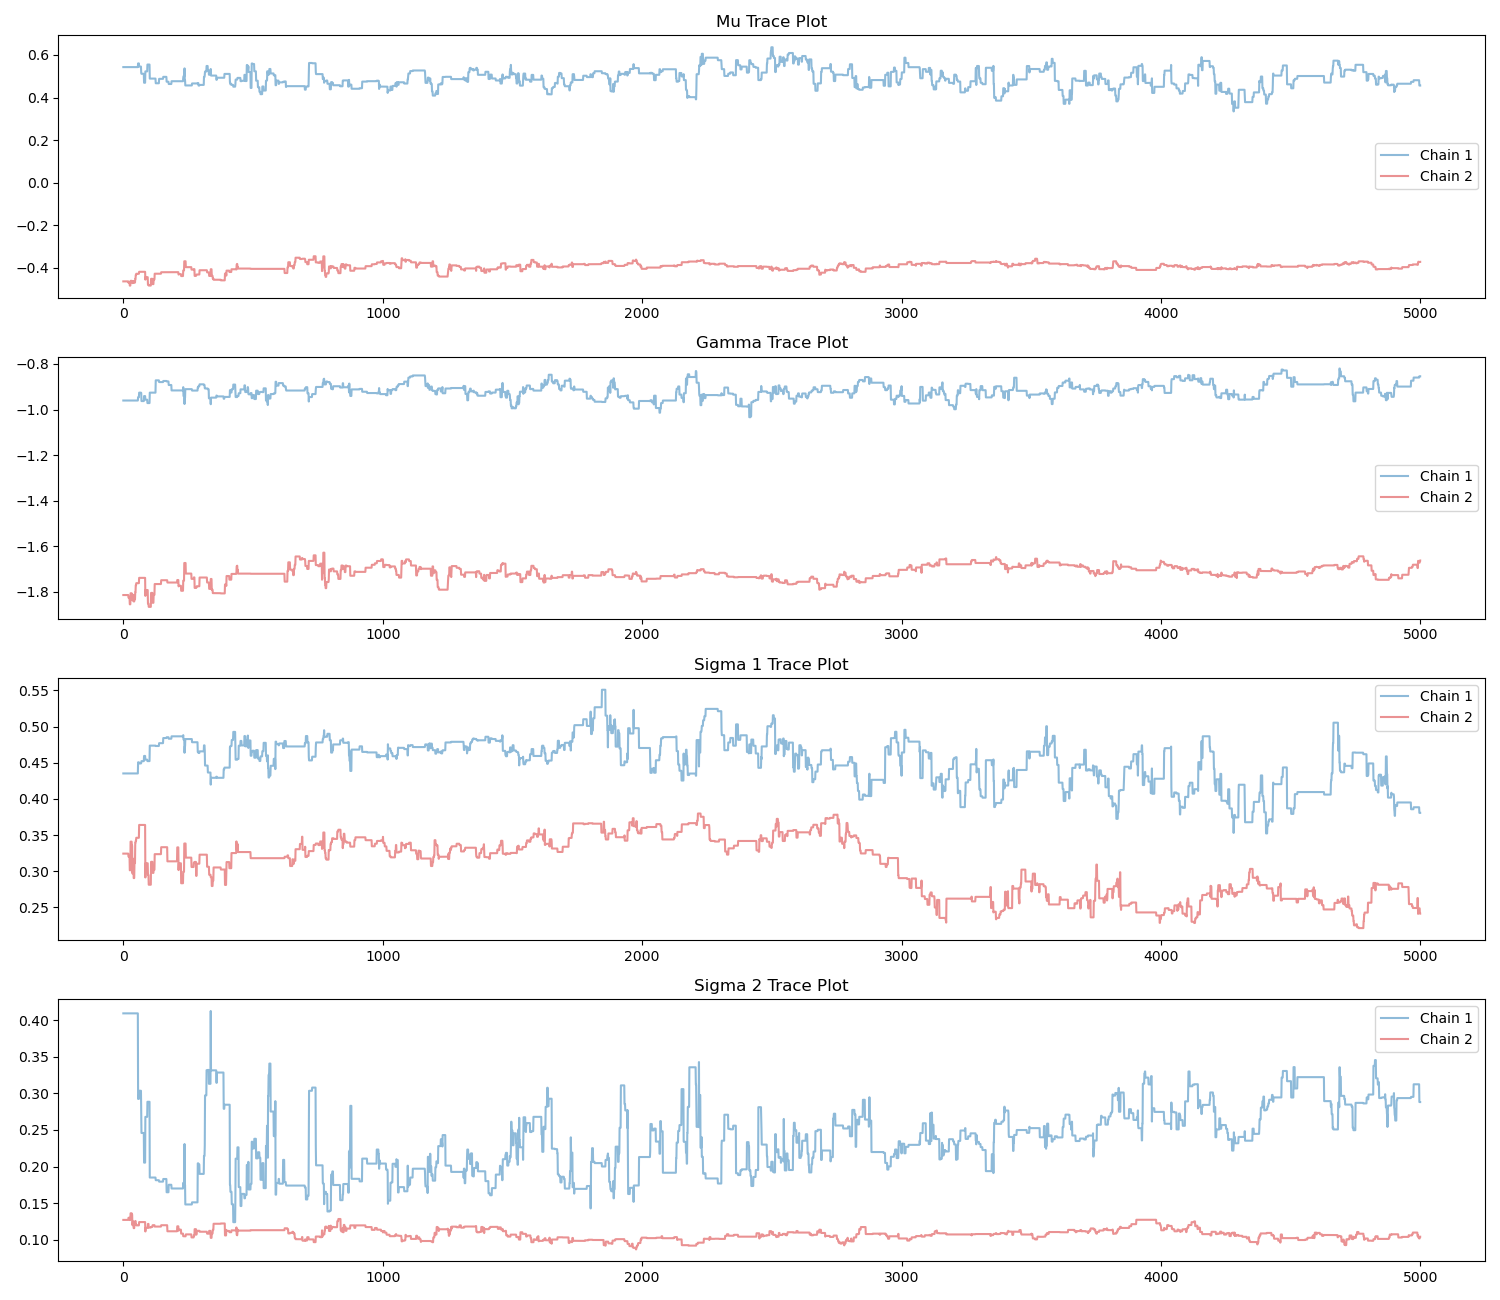 Mu Trace Plot
0.6
0.4
0.2
0.0
−0.2
−0.4
Chain 1
Chain 2
0 1000 2000 3000 4000 5000
Gamma Trace Plot
−0.8
−1.0
−1.2
−1.4
−1.6
−1.8
Chain 1
Chain 2
0 1000 2000 3000 4000 5000
Sigma 1 Trace Plot
0.55
0.50
0.45
0.40
0.35
0.30
0.25
Chain 1
Chain 2
0 1000 2000 3000 4000 5000
Sigma 2 Trace Plot
0.40
0.35
0.30
0.25
0.20
0.15
0.10
Chain 1
Chain 2
0 1000 2000 3000 4000 5000